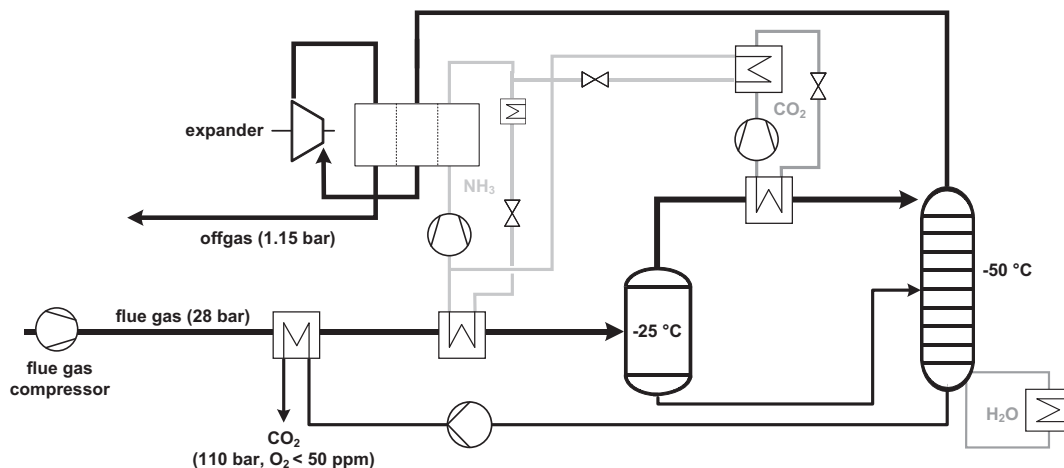 CO₂
expander
NH₃
offgas (1.15 bar)
-50 °C
flue gas (28 bar)
-25 °C
flue gas
compressor
H₂O
CO₂
(110 bar, O₂ < 50 ppm)